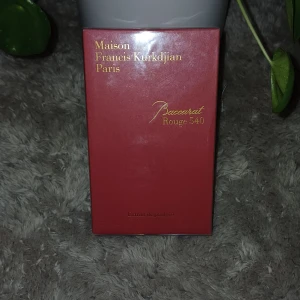 Maison
Francis Kurkdjian
Paris
Baccarat
Rouge 540